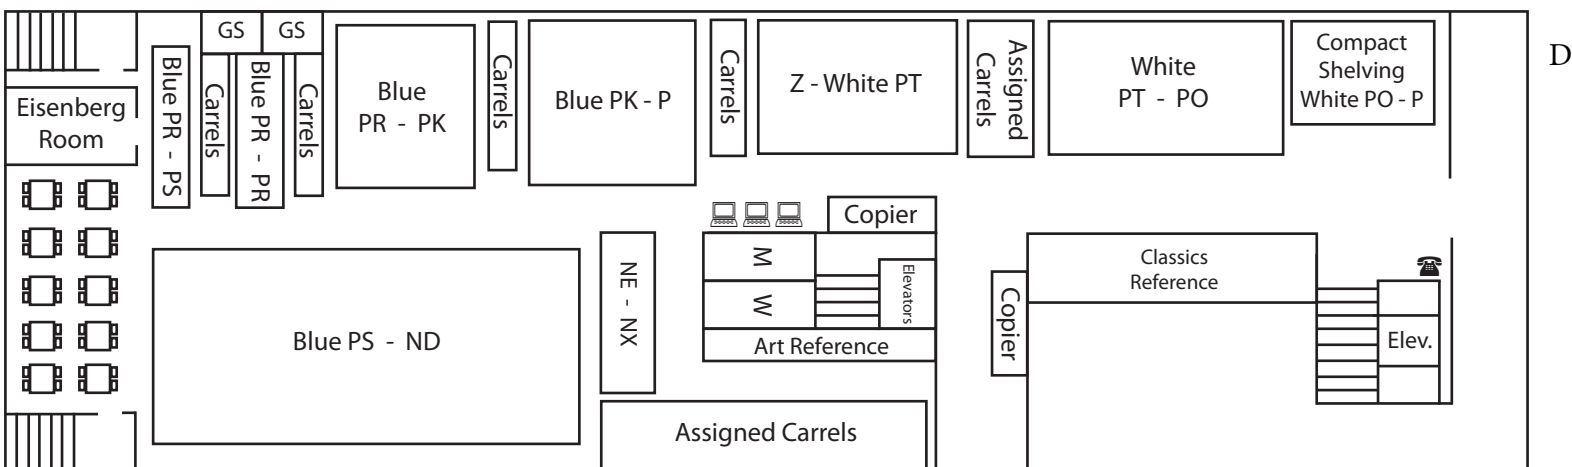 GS
GS
Eisenberg
Room
Blue PR - PS
Carrels
Blue PR - PR
Carrels
Blue
PR - PK
Carrels
Blue PK - P
Carrels
Z - White PT
Assigned
Carrels
White
PT - PO
Compact
Shelving
White PO - P
D
Blue PS - ND
NE - NX
Copier
M
W
Elevators
Art Reference
Assigned Carrels
Copier
Classics
Reference
Elev.